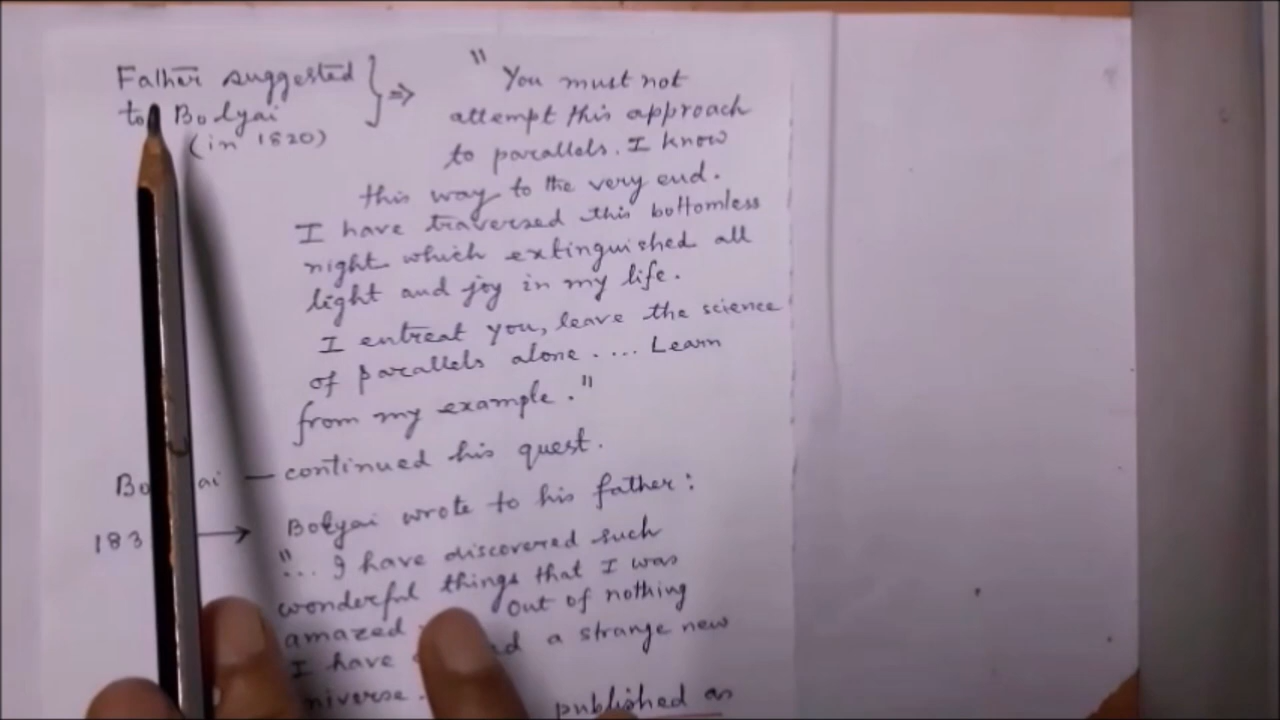 Father suggested } ⇒ " You must not
to Bolyai attempt this approach
(in 1820) to parallels. I know
this way to the very end.
I have traversed this bottomless
night which extinguished all
light and joy in my life.
I entreat you, leave the science
of parallels alone .... Learn
from my example."
— continued his quest.
→ Bolyai wrote to his father:
"... I have discovered such
wonderful things that I was
amazed Out of nothing
I have a strange new
published as